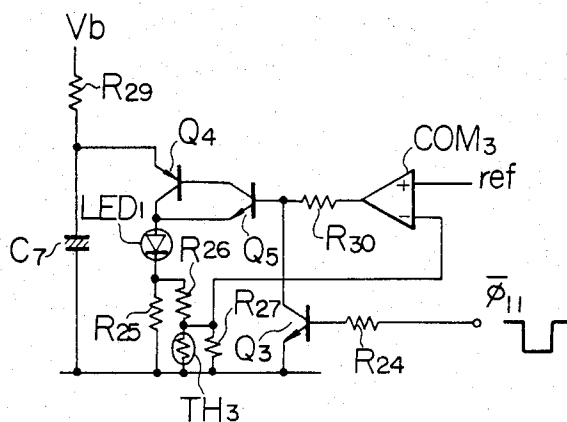 Vb
R29
Q4
COM3
LED1
+
ref
−
C7
R26
Q5
R30
R25
R27
Q3
R24
φ̅11
TH3